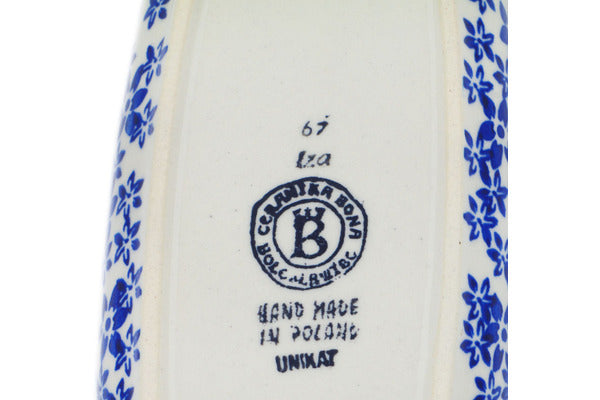 67
Iza
CERAMIKA BONA
B
BOLESŁAWIEC
HAND MADE
IN POLAND
UNIKAT